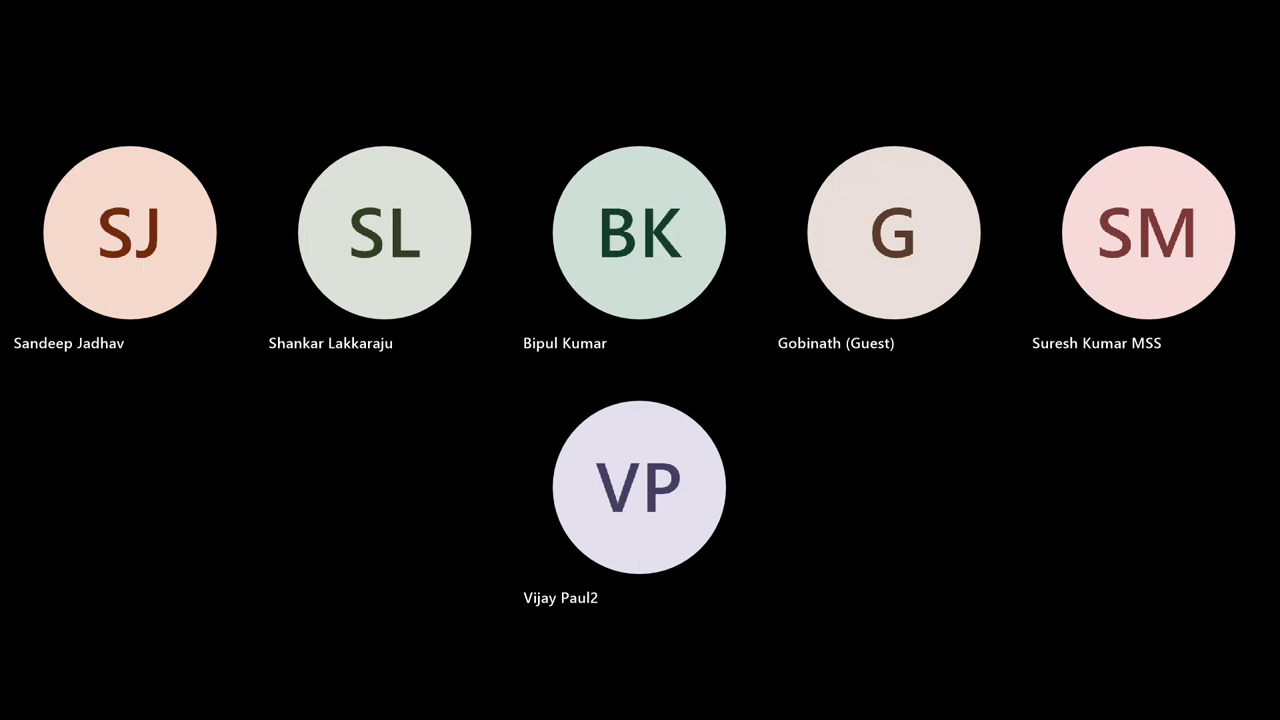 SJ
SL
BK
G
SM
Sandeep Jadhav
Shankar Lakkaraju
Bipul Kumar
Gobinath (Guest)
Suresh Kumar MSS
VP
Vijay Paul2